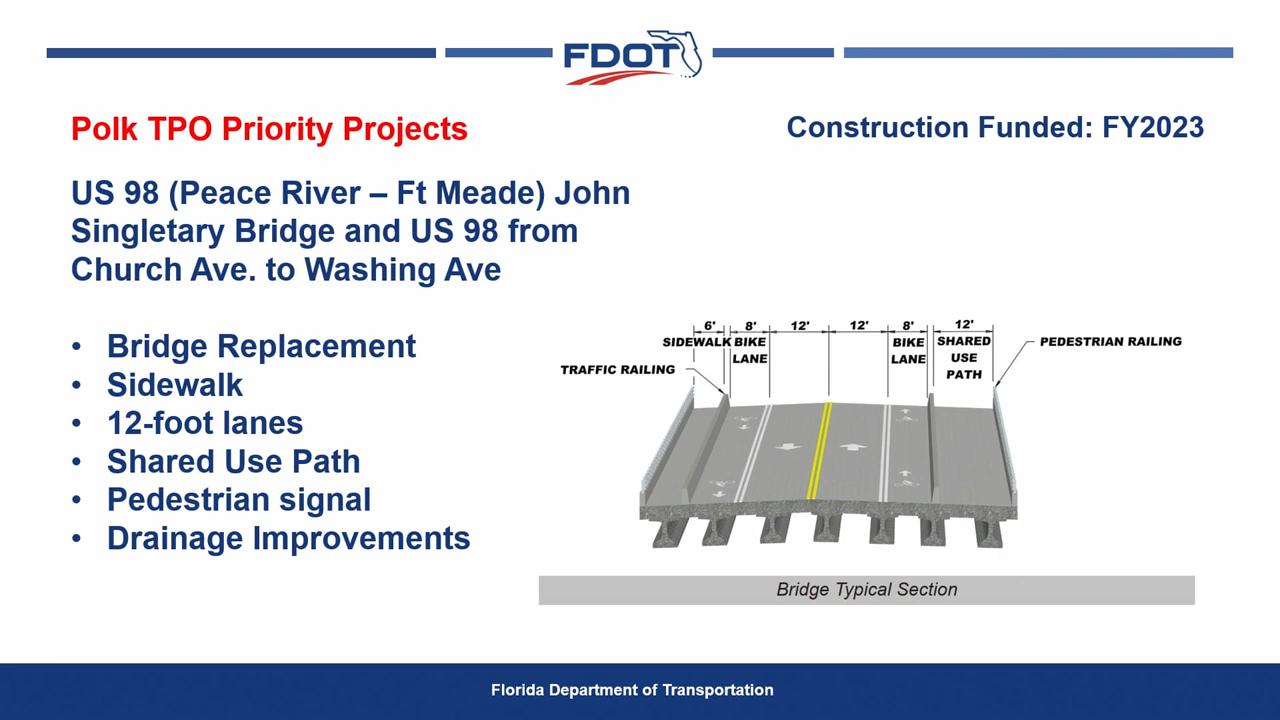 FDOT
Polk TPO Priority Projects
Construction Funded: FY2023
US 98 (Peace River – Ft Meade) John
Singletary Bridge and US 98 from
Church Ave. to Washing Ave
• Bridge Replacement
• Sidewalk
• 12-foot lanes
• Shared Use Path
• Pedestrian signal
• Drainage Improvements
6' 8' 12' 12' 8' 12'
SIDEWALK
BIKE
LANE
BIKE
LANE
SHARED
USE
PATH
PEDESTRIAN RAILING
TRAFFIC RAILING
Bridge Typical Section
Florida Department of Transportation